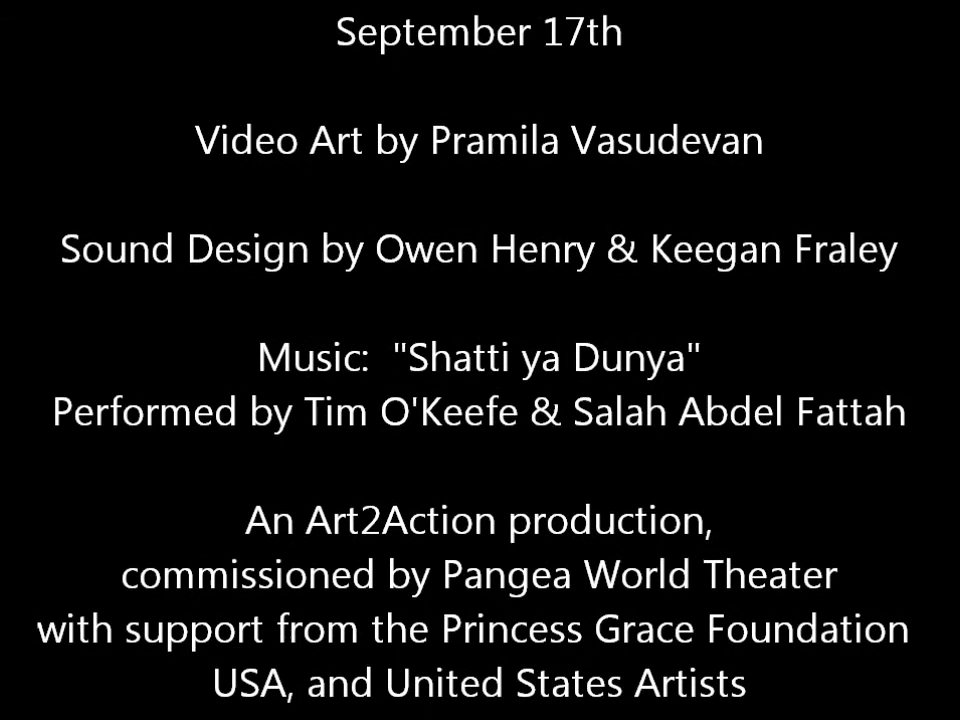 September 17th
Video Art by Pramila Vasudevan
Sound Design by Owen Henry & Keegan Fraley
Music:  "Shatti ya Dunya"
Performed by Tim O'Keefe & Salah Abdel Fattah
An Art2Action production,
commissioned by Pangea World Theater
with support from the Princess Grace Foundation
USA, and United States Artists